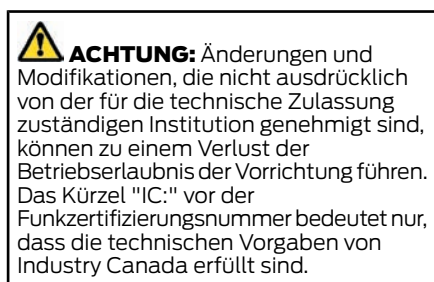 ACHTUNG: Änderungen und
Modifikationen, die nicht ausdrücklich
von der für die technische Zulassung
zuständigen Institution genehmigt sind,
können zu einem Verlust der
Betriebserlaubnis der Vorrichtung führen.
Das Kürzel "IC:" vor der
Funkzertifizierungsnummer bedeutet nur,
dass die technischen Vorgaben von
Industry Canada erfüllt sind.